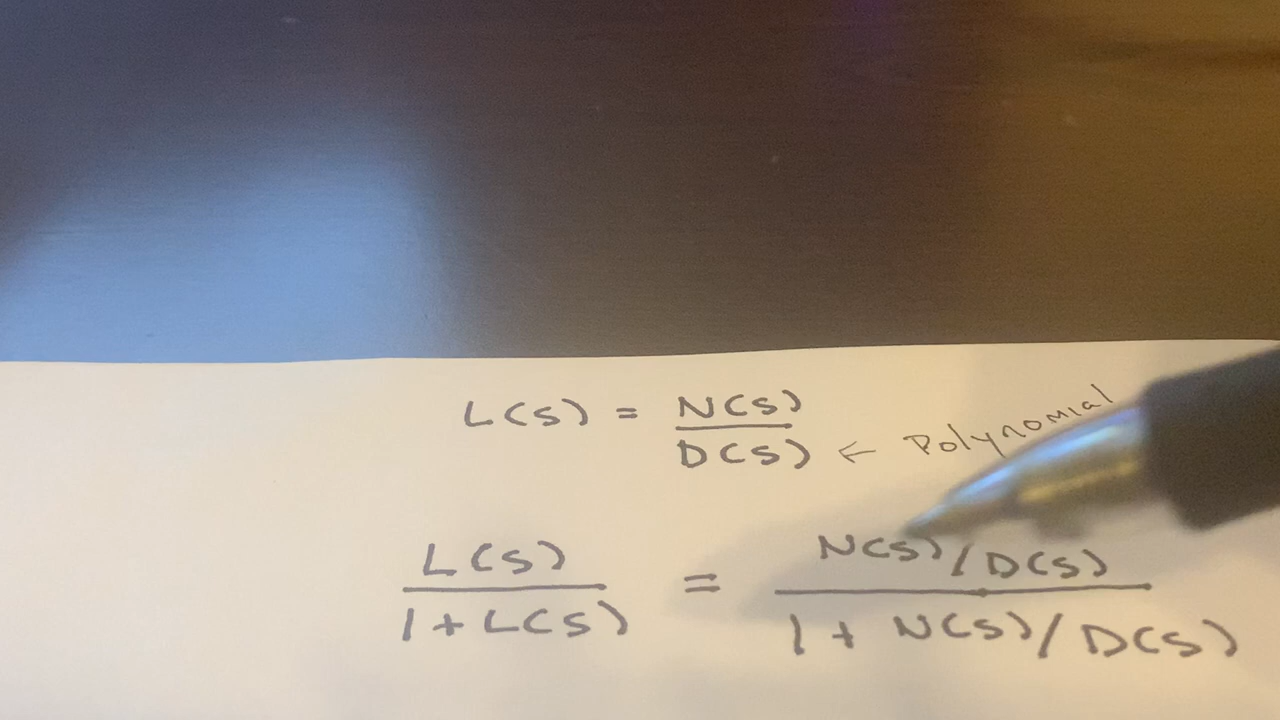 L(s) = N(s)
D(s) ← Polynomial
L(s) = N(s)/D(s)
1 + L(s) 1 + N(s)/D(s)